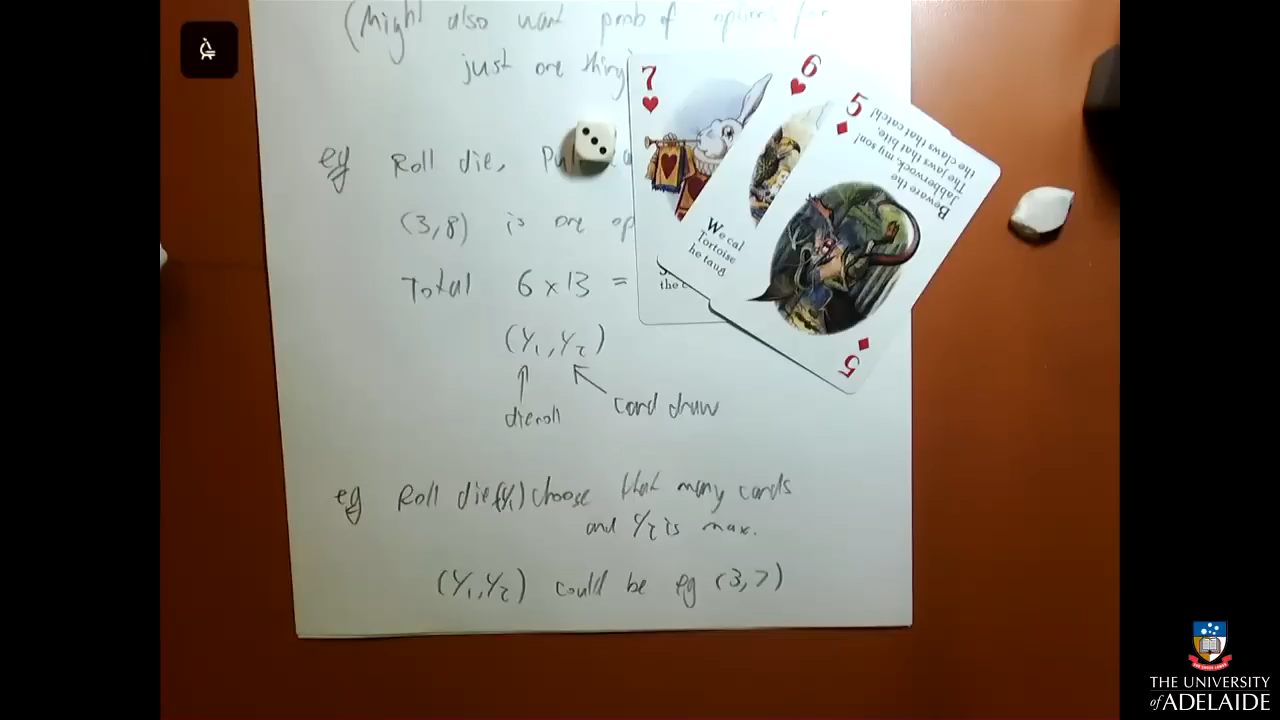 (Might also want prob of options for
just one thing
eg Roll die, Pull
(3,8) is one op
Total 6 x 13 =
(Y1,Y2)
die roll
card draw
eg Roll die(Y1) choose that many cards
and Y2 is max.
(Y1,Y2) could be eg (3,7)
7
6
5
We cal
Tortoise
he taug
the c
Beware the
Jabberwock, my son!
The jaws that bite,
the claws that catch!
5
THE UNIVERSITY
of ADELAIDE